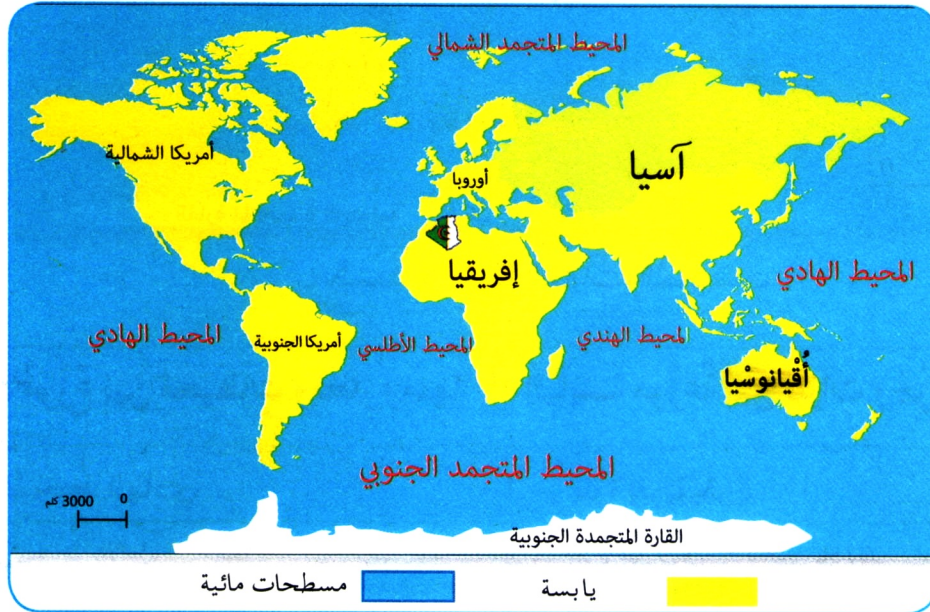 المحيط المتجمد الشمالي
أمريكا الشمالية
أوروبا
آسيا
إفريقيا
المحيط الهادي
المحيط الهادي
أمريكا الجنوبية
المحيط الأطلسي
المحيط الهندي
أُقْيانوسْيا
المحيط المتجمد الجنوبي
3000 كلم 0
القارة المتجمدة الجنوبية
يابسة
مسطحات مائية